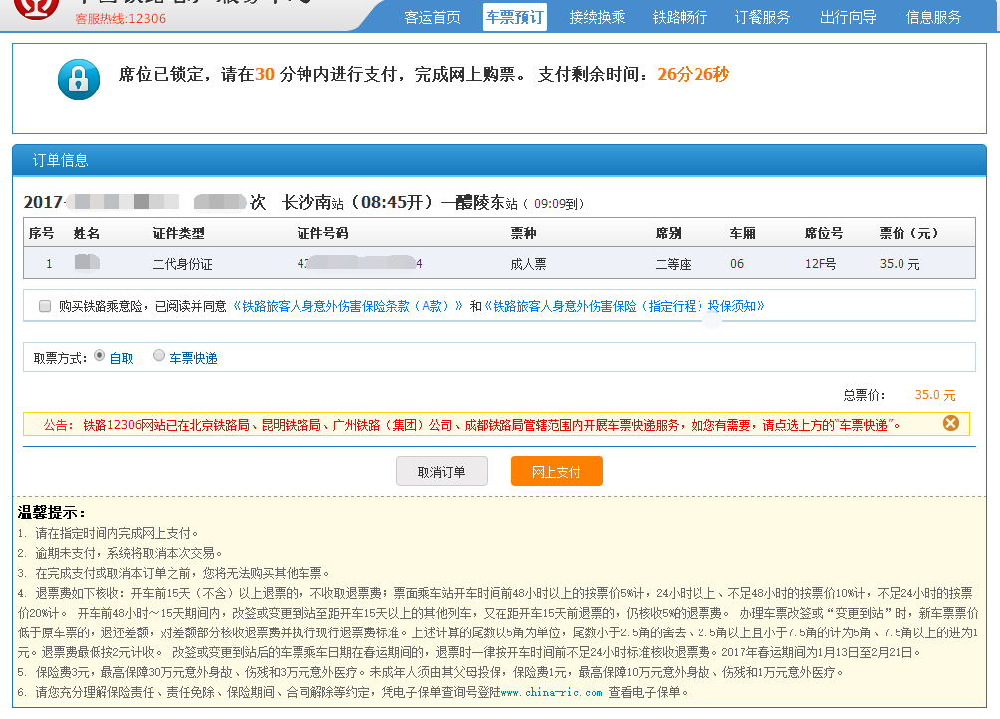 客服热线:12306
客运首页 车票预订 接续换乘 铁路畅行 订餐服务 出行向导 信息服务
席位已锁定，请在30 分钟内进行支付，完成网上购票。 支付剩余时间：26分26秒
订单信息
2017- 次 长沙南站（08:45开）—醴陵东站（ 09:09到）
序号 姓名 证件类型 证件号码 票种 席别 车厢 席位号 票价（元）
1 二代身份证 4 4 成人票 二等座 06 12F号 35.0 元
购买铁路乘意险，已阅读并同意《铁路旅客人身意外伤害保险条款（A款）》和《铁路旅客人身意外伤害保险（指定行程）投保须知》
取票方式: 自取 车票快递
总票价: 35.0 元
公告: 铁路12306网站已在北京铁路局、昆明铁路局、广州铁路（集团）公司、成都铁路局管辖范围内开展车票快递服务，如您有需要，请点选上方的“车票快递”。
取消订单 网上支付
温馨提示：
1. 请在指定时间内完成网上支付。
2. 逾期未支付，系统将取消本次交易。
3. 在完成支付或取消本订单之前，您将无法购买其他车票。
4. 退票费如下核收：开车前15天（不含）以上退票的，不收取退票费；票面乘车站开车时间前48小时以上的按票价5%计，24小时以上、不足48小时的按票价10%计，不足24小时的按票
价20%计。 开车前48小时～15天期间内，改签或变更到站至距开车15天以上的其他列车，又在距开车15天前退票的，仍核收5%的退票费。 办理车票改签或“变更到站”时，新车票票价
低于原车票的，退还差额，对差额部分核收退票费并执行现行退票费标准。上述计算的尾数以5角为单位，尾数小于2.5角的舍去、2.5角以上且小于7.5角的计为5角、7.5角以上的进为1
元。退票费最低按2元计收。 改签或变更到站后的车票乘车日期在春运期间的，退票时一律按开车时间前不足24小时标准核收退票费。2017年春运期间为1月13日至2月21日。
5. 保险费3元，最高保障30万元意外身故、伤残和3万元意外医疗。未成年人须由其父母投保，保险费1元，最高保障10万元意外身故、伤残和1万元意外医疗。
6. 请您充分理解保险责任、责任免除、保险期间、合同解除等约定，凭电子保单查询号登陆www.china-ric.com 查看电子保单。